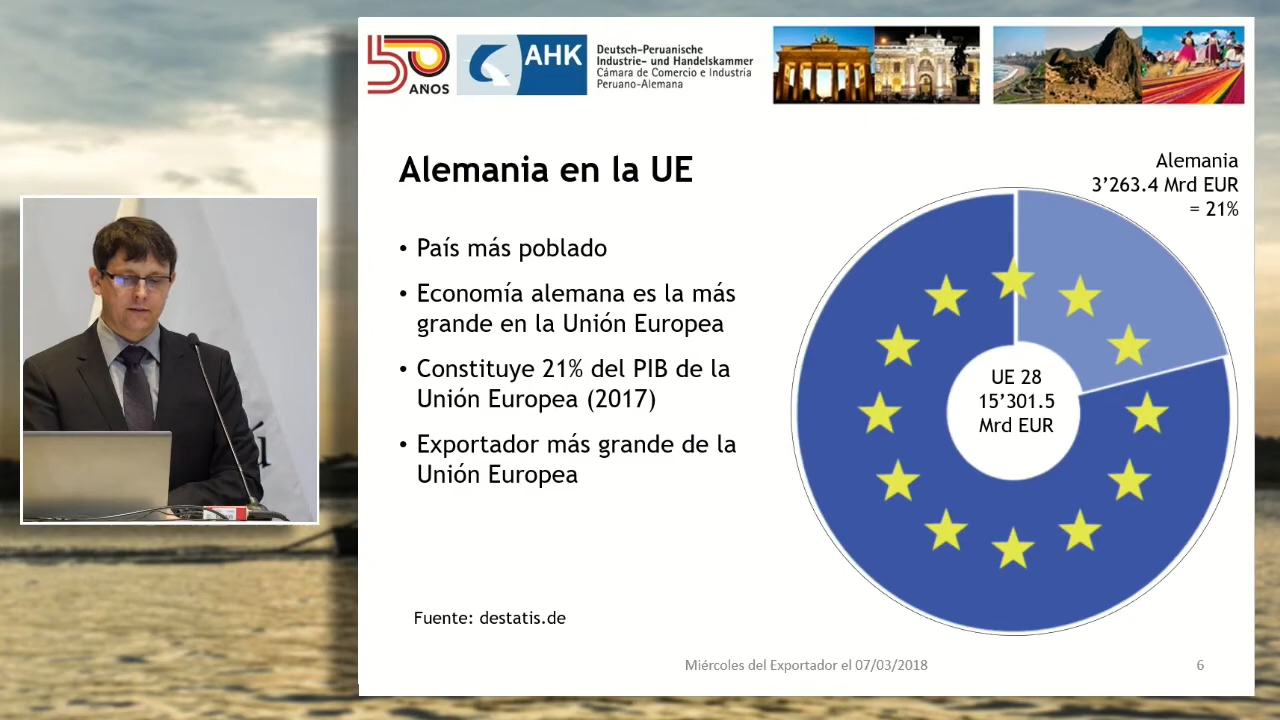 50
AÑOS
AHK
Deutsch-Peruanische
Industrie- und Handelskammer
Cámara de Comercio e Industria
Peruano-Alemana
Alemania en la UE
• País más poblado
• Economía alemana es la más
grande en la Unión Europea
• Constituye 21% del PIB de la
Unión Europea (2017)
• Exportador más grande de la
Unión Europea
Alemania
3’263.4 Mrd EUR
= 21%
UE 28
15’301.5
Mrd EUR
Fuente: destatis.de
Miércoles del Exportador el 07/03/2018
6